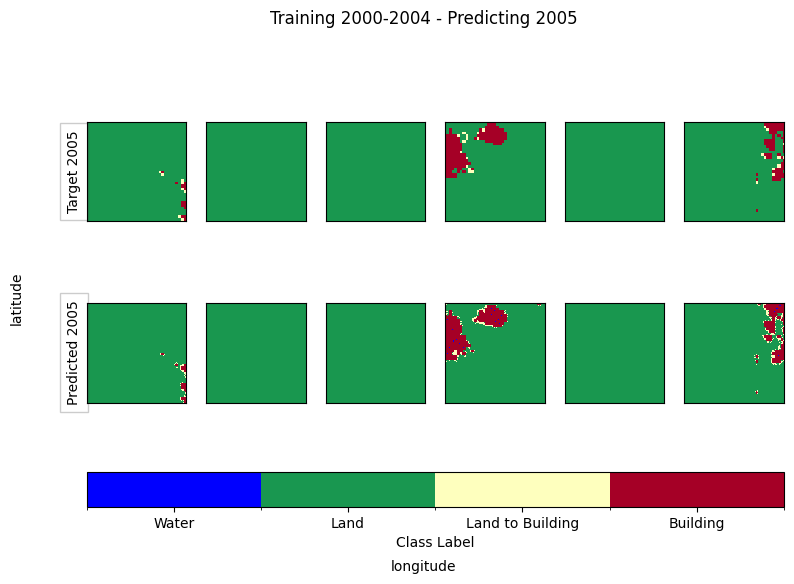 Training 2000-2004 - Predicting 2005
Target 2005
latitude
Predicted 2005
Water
Land
Land to Building
Building
Class Label
longitude